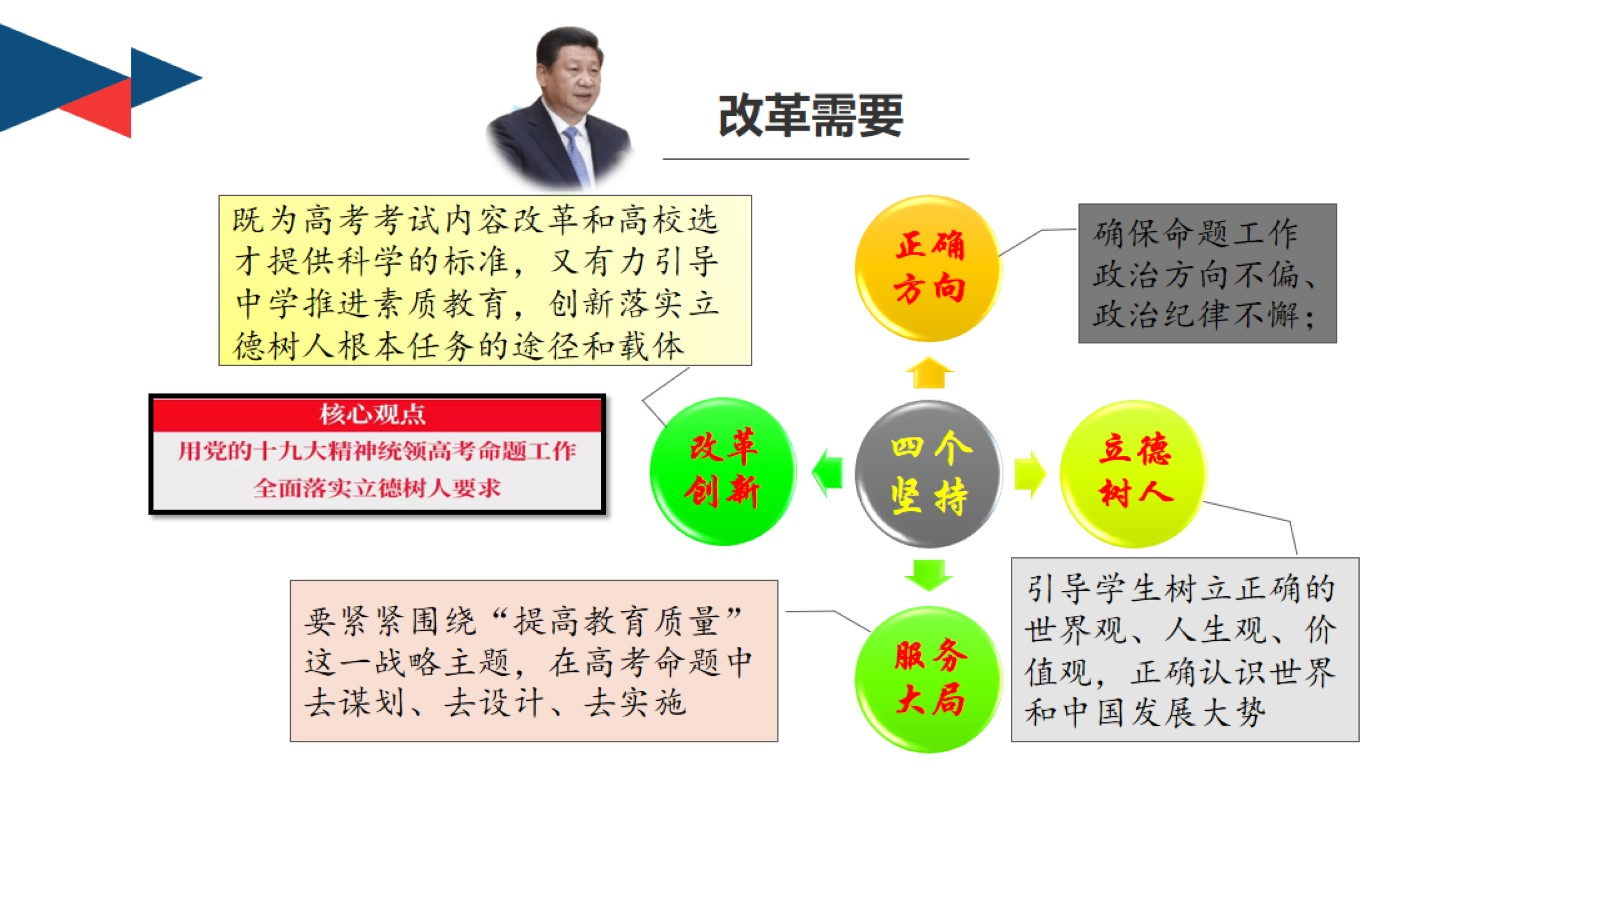 改革需要
既为高考考试内容改革和高校选
才提供科学的标准，又有力引导
中学推进素质教育，创新落实立
德树人根本任务的途径和载体
正确
方向
确保命题工作
政治方向不偏、
政治纪律不懈；
核心观点
用党的十九大精神统领高考命题工作
全面落实立德树人要求
改革
创新
四个
坚持
立德
树人
要紧紧围绕“提高教育质量”
这一战略主题，在高考命题中
去谋划、去设计、去实施
服务
大局
引导学生树立正确的
世界观、人生观、价
值观，正确认识世界
和中国发展大势